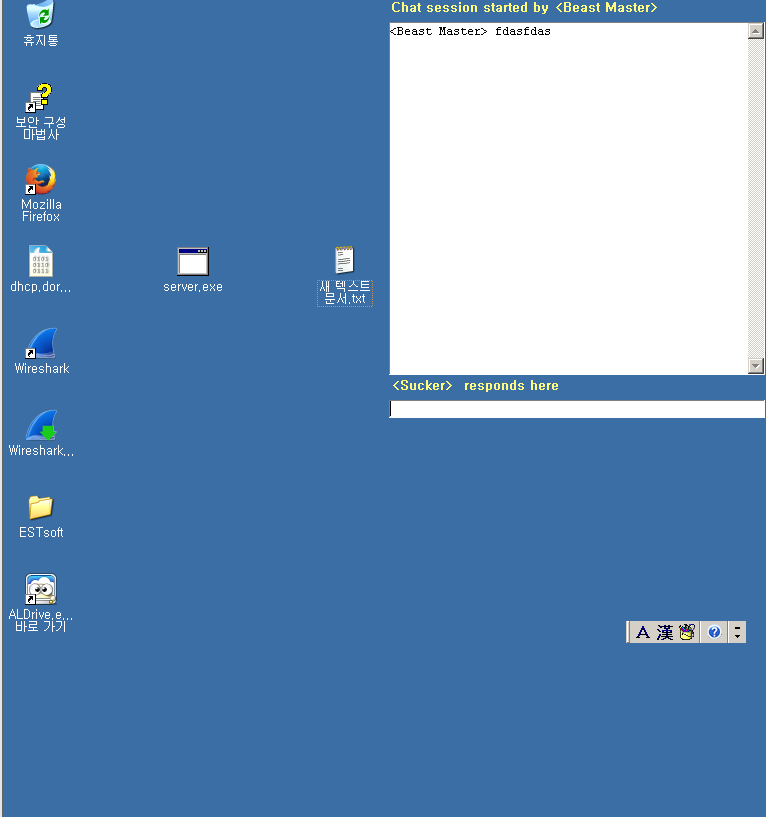 휴지통
보안 구성
마법사
Mozilla
Firefox
dhcp,dor...
server,exe
새 텍스트
문서,txt
Wireshark
Wireshark...
ESTsoft
ALDrive,e...
바로 가기
Chat session started by <Beast Master>
<Beast Master> fdasfdas
<Sucker> responds here
A 漢